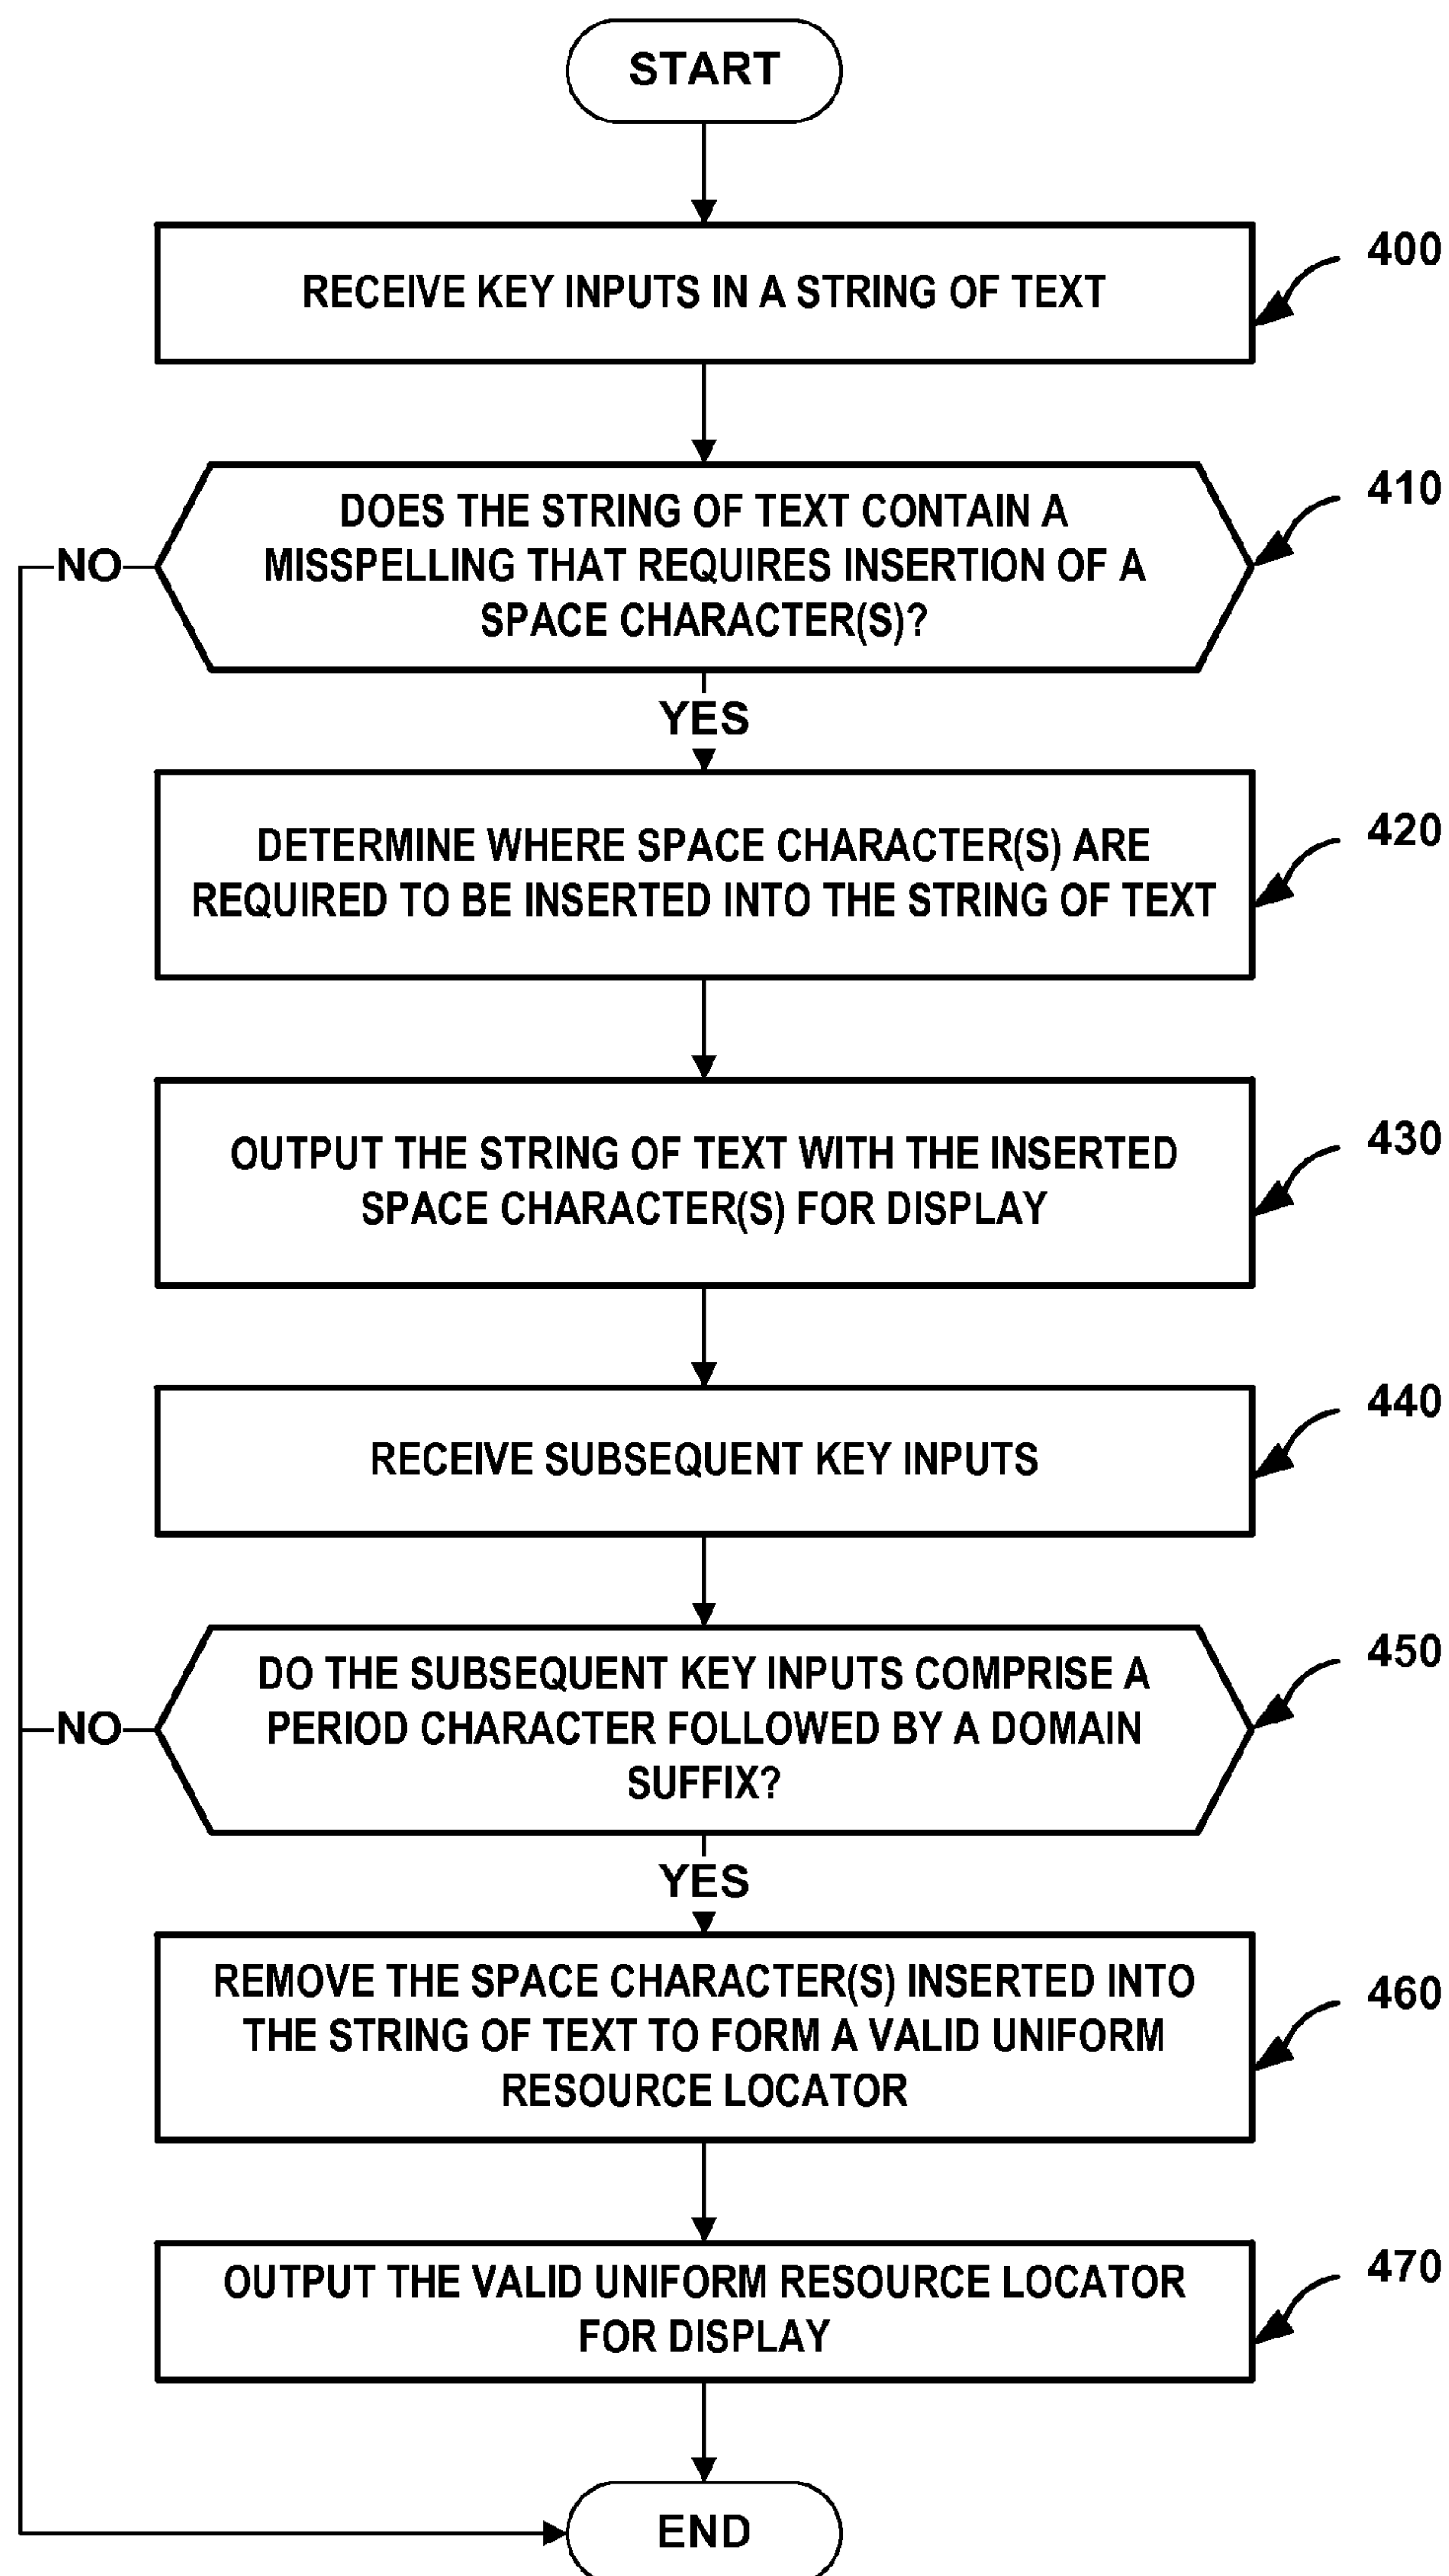 START
RECEIVE KEY INPUTS IN A STRING OF TEXT
400
DOES THE STRING OF TEXT CONTAIN A
MISSPELLING THAT REQUIRES INSERTION OF A
SPACE CHARACTER(S)?
410
NO
YES
DETERMINE WHERE SPACE CHARACTER(S) ARE
REQUIRED TO BE INSERTED INTO THE STRING OF TEXT
420
OUTPUT THE STRING OF TEXT WITH THE INSERTED
SPACE CHARACTER(S) FOR DISPLAY
430
RECEIVE SUBSEQUENT KEY INPUTS
440
DO THE SUBSEQUENT KEY INPUTS COMPRISE A
PERIOD CHARACTER FOLLOWED BY A DOMAIN
SUFFIX?
450
NO
YES
REMOVE THE SPACE CHARACTER(S) INSERTED INTO
THE STRING OF TEXT TO FORM A VALID UNIFORM
RESOURCE LOCATOR
460
OUTPUT THE VALID UNIFORM RESOURCE LOCATOR
FOR DISPLAY
470
END